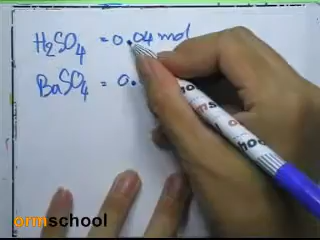 H₂SO₄ = 0.04 mol
BaSO₄ = 0.
ormschool